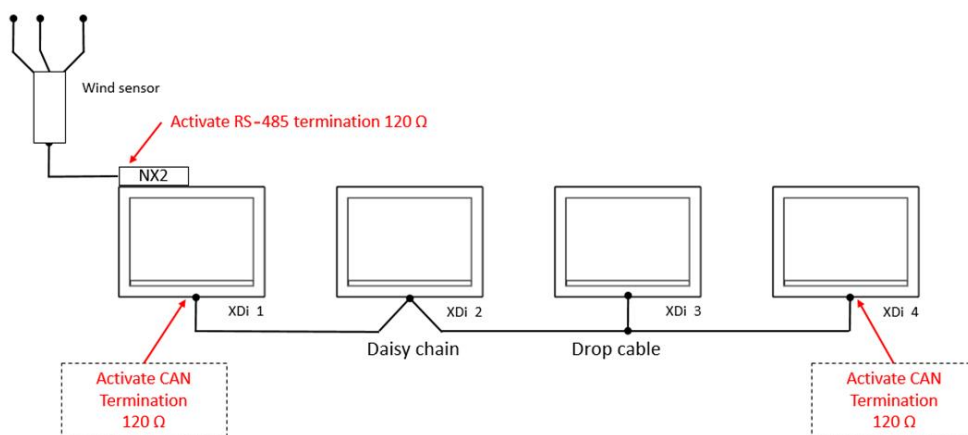 Wind sensor
Activate RS-485 termination 120 Ω
NX2
XDi 1
XDi 2
XDi 3
XDi 4
Daisy chain
Drop cable
Activate CAN
Termination
120 Ω
Activate CAN
Termination
120 Ω